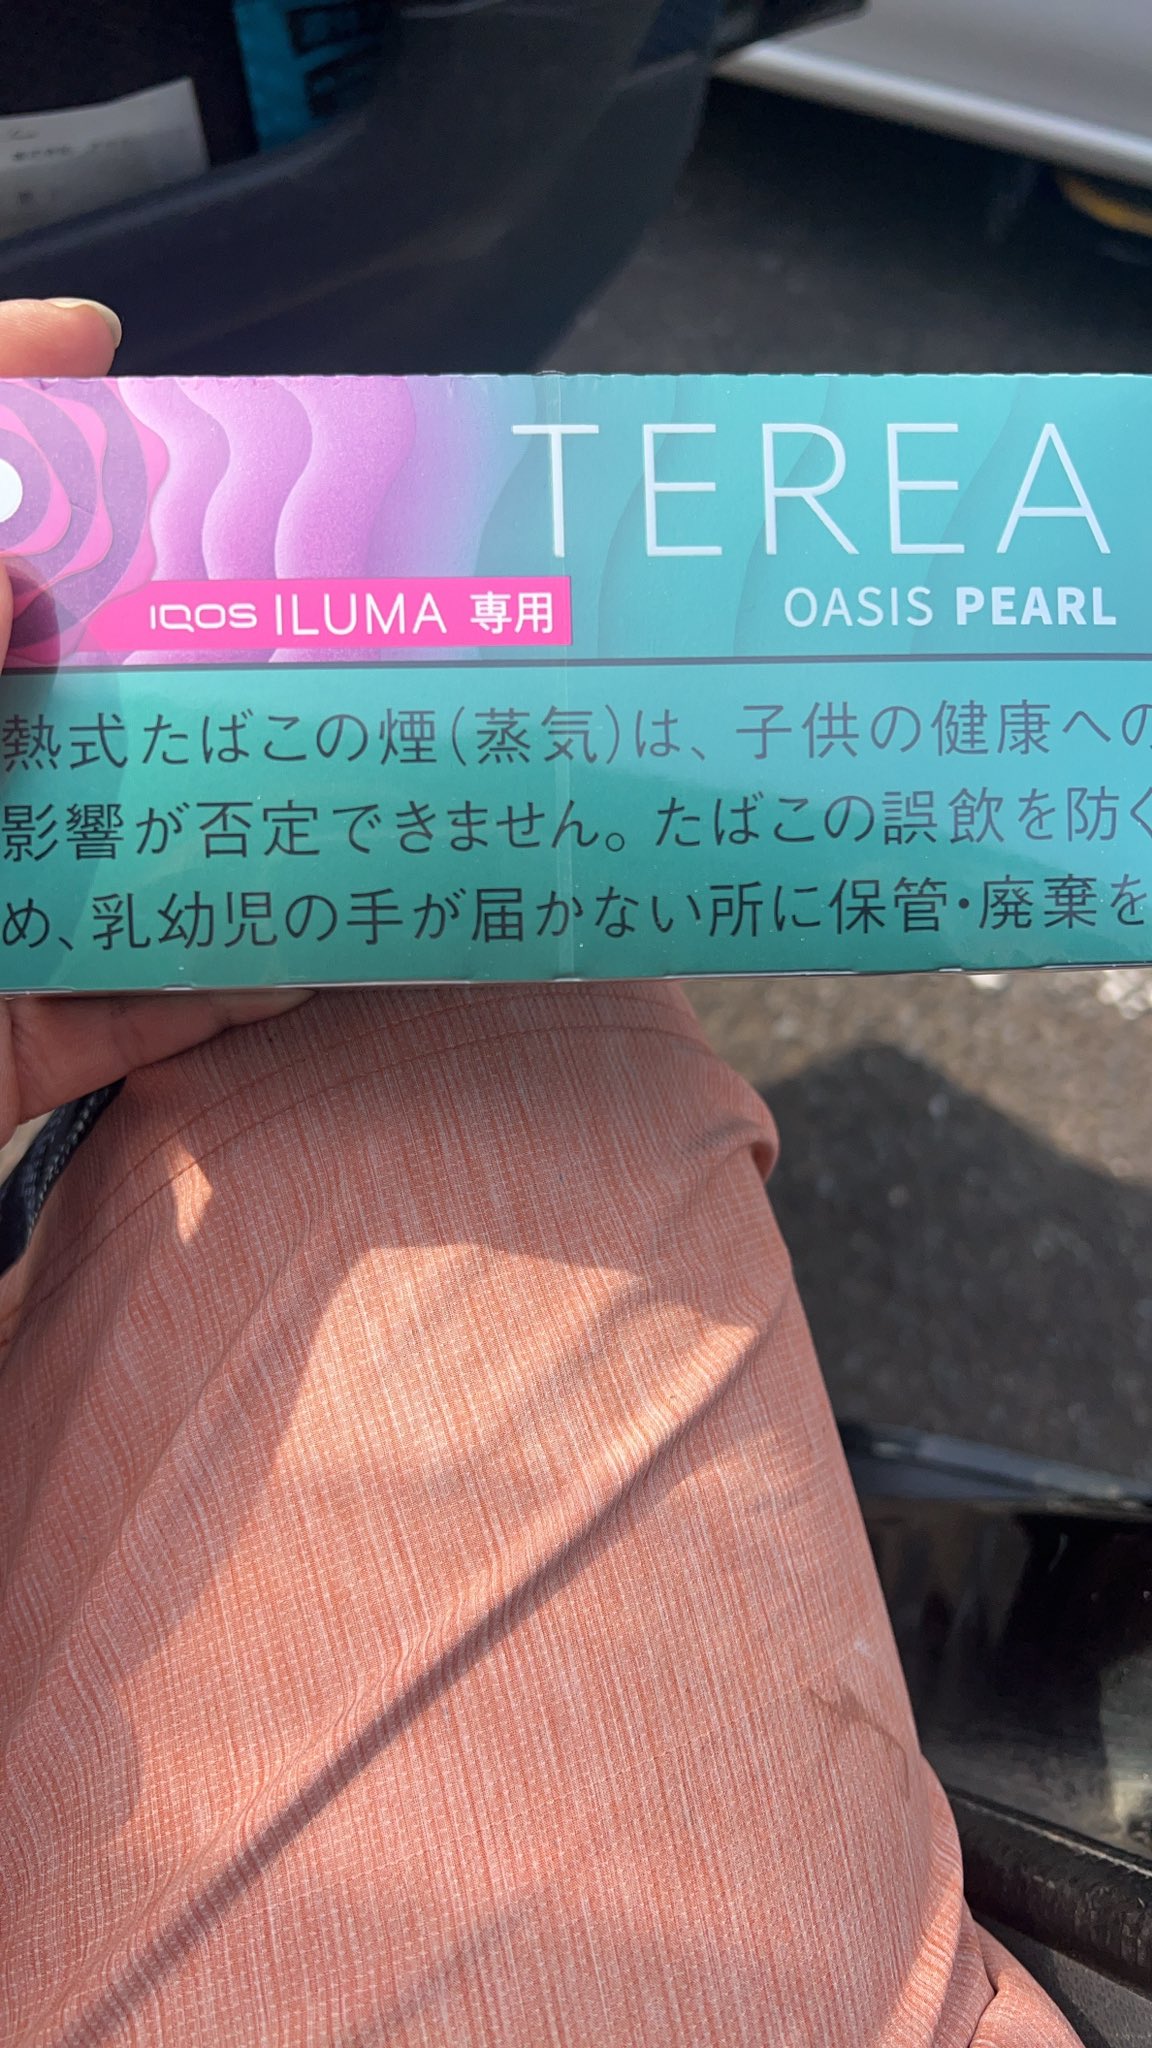 TEREA
OASIS PEARL
IQOS ILUMA 専用
熱式たばこの煙(蒸気)は、子供の健康への
影響が否定できません。たばこの誤飲を防ぐ
め、乳幼児の手が届かない所に保管・廃棄を